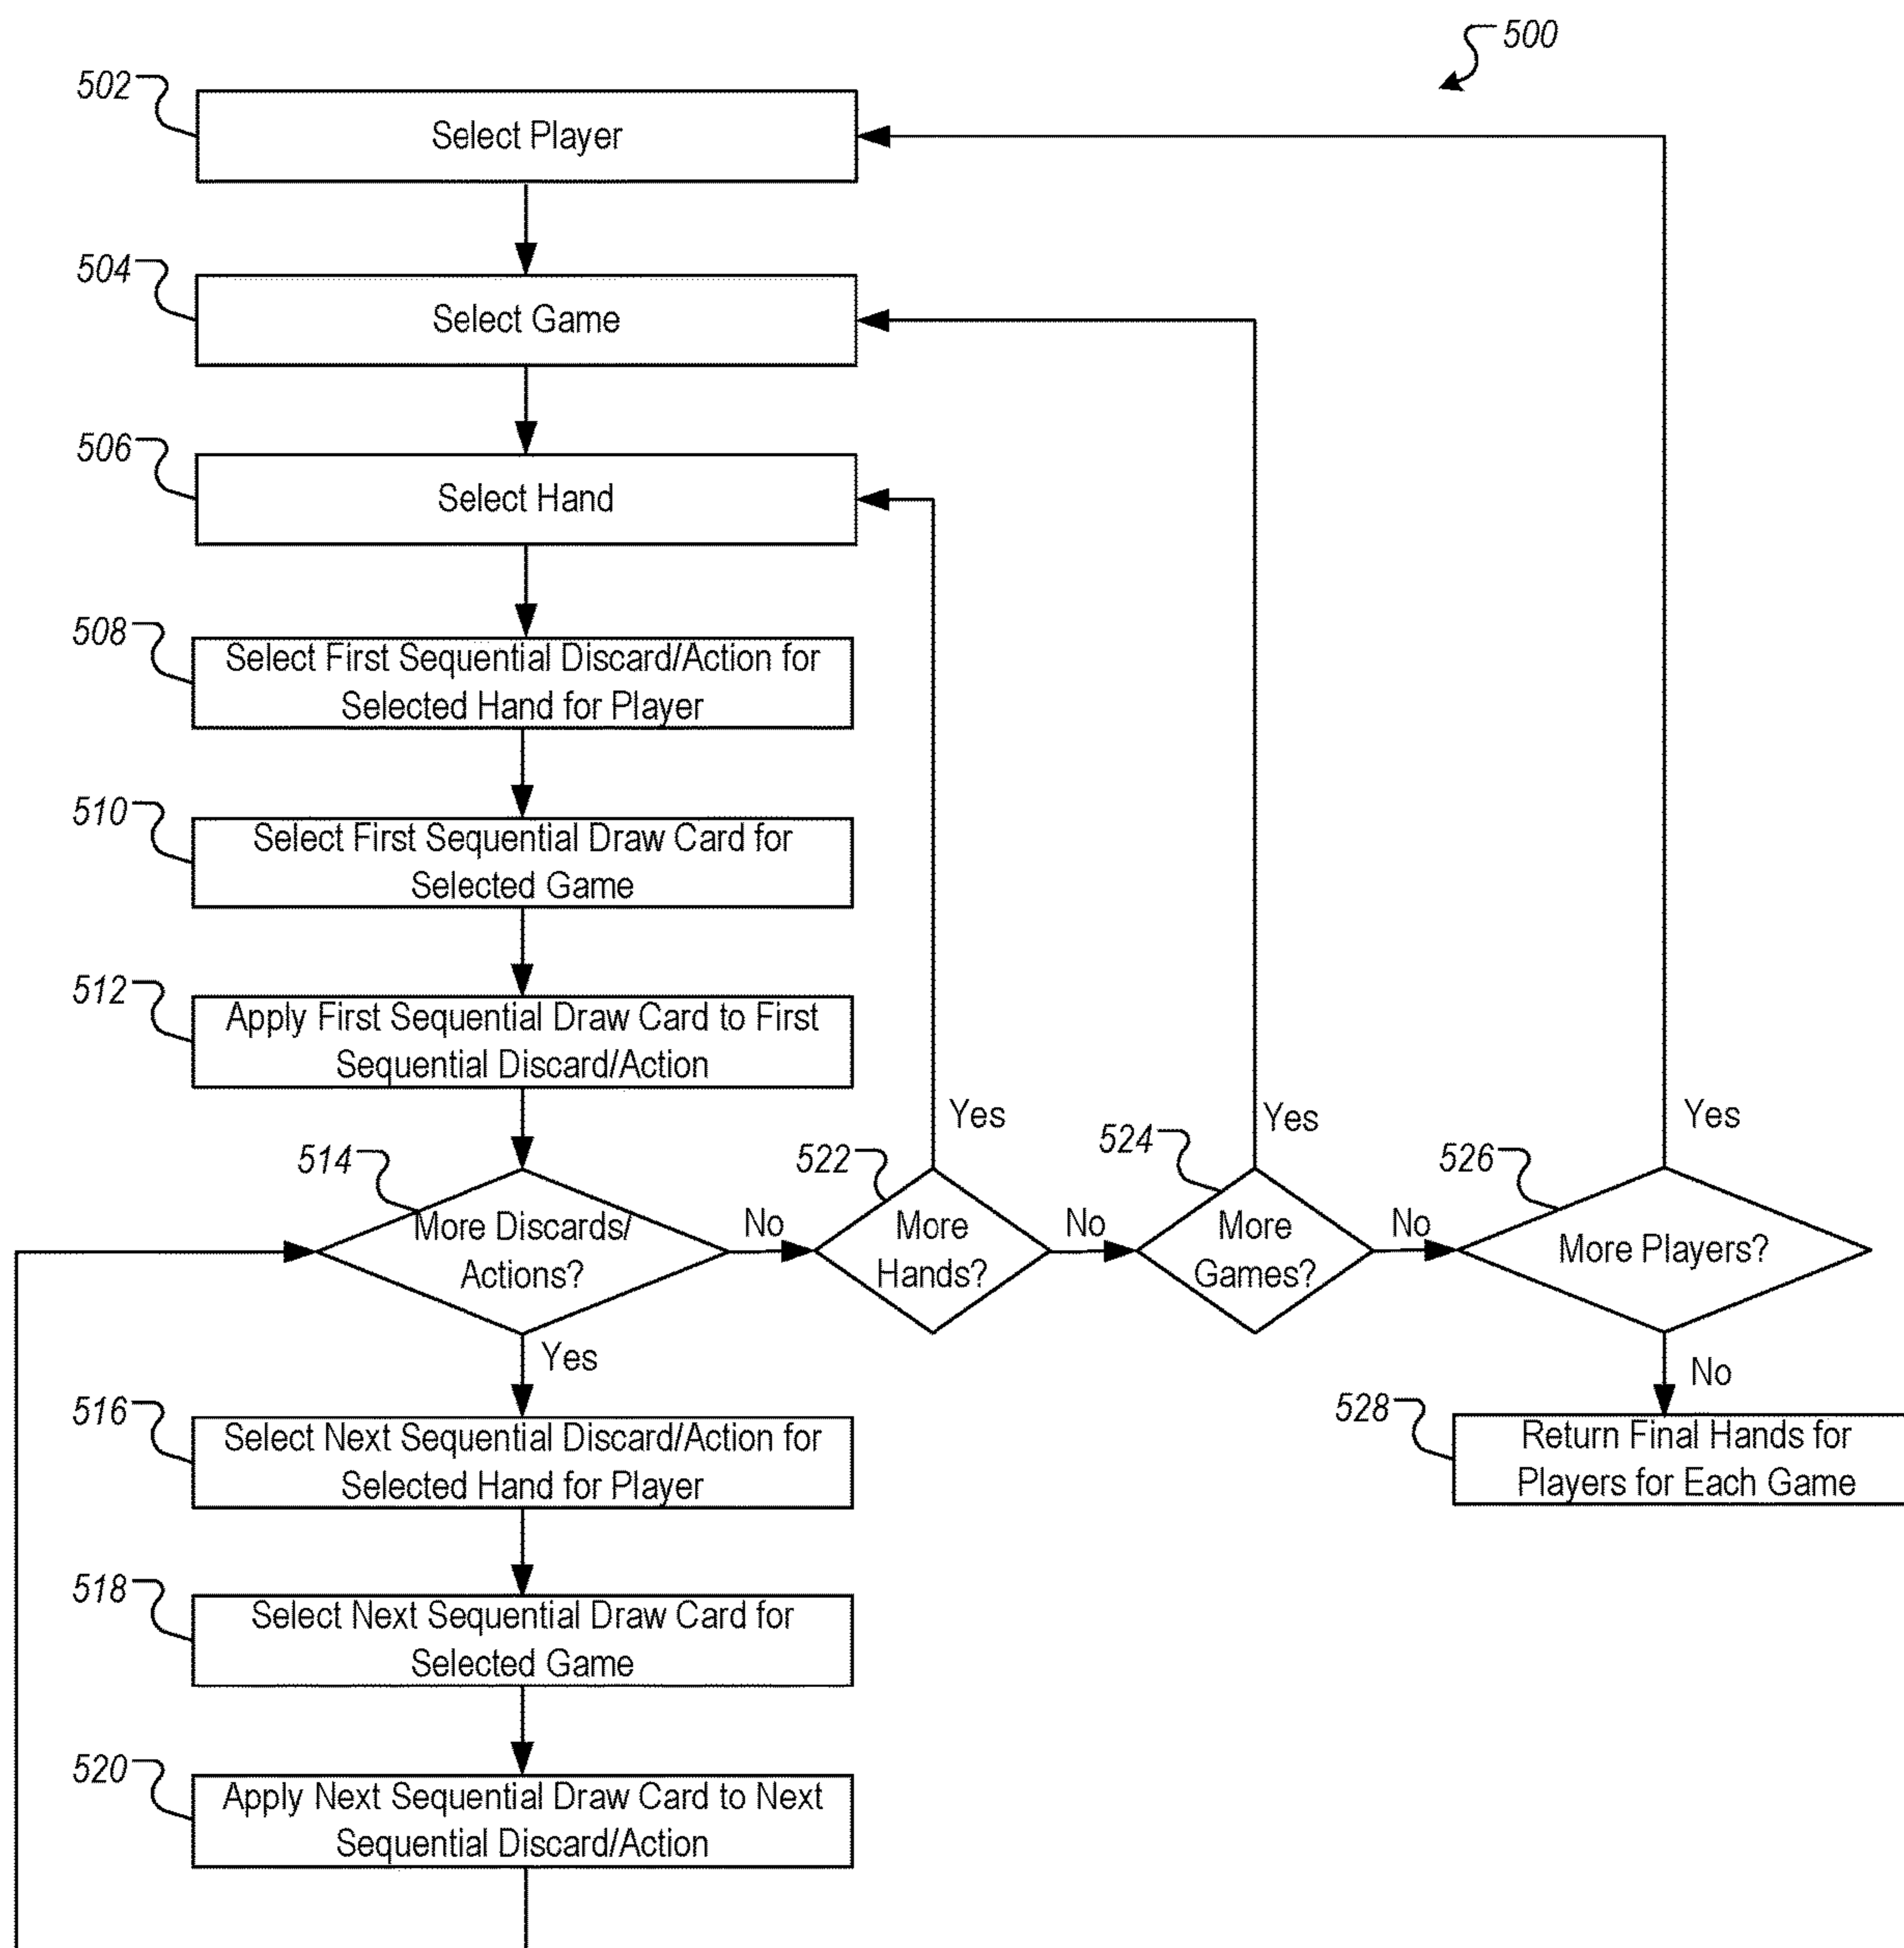 500
502
Select Player
504
Select Game
506
Select Hand
508
Select First Sequential Discard/Action for
Selected Hand for Player
510
Select First Sequential Draw Card for
Selected Game
512
Apply First Sequential Draw Card to First
Sequential Discard/Action
514
More Discards/
Actions?
No
Yes
522
More
Hands?
Yes
No
524
More
Games?
Yes
No
526
More Players?
Yes
No
516
Select Next Sequential Discard/Action for
Selected Hand for Player
518
Select Next Sequential Draw Card for
Selected Game
520
Apply Next Sequential Draw Card to Next
Sequential Discard/Action
528
Return Final Hands for
Players for Each Game